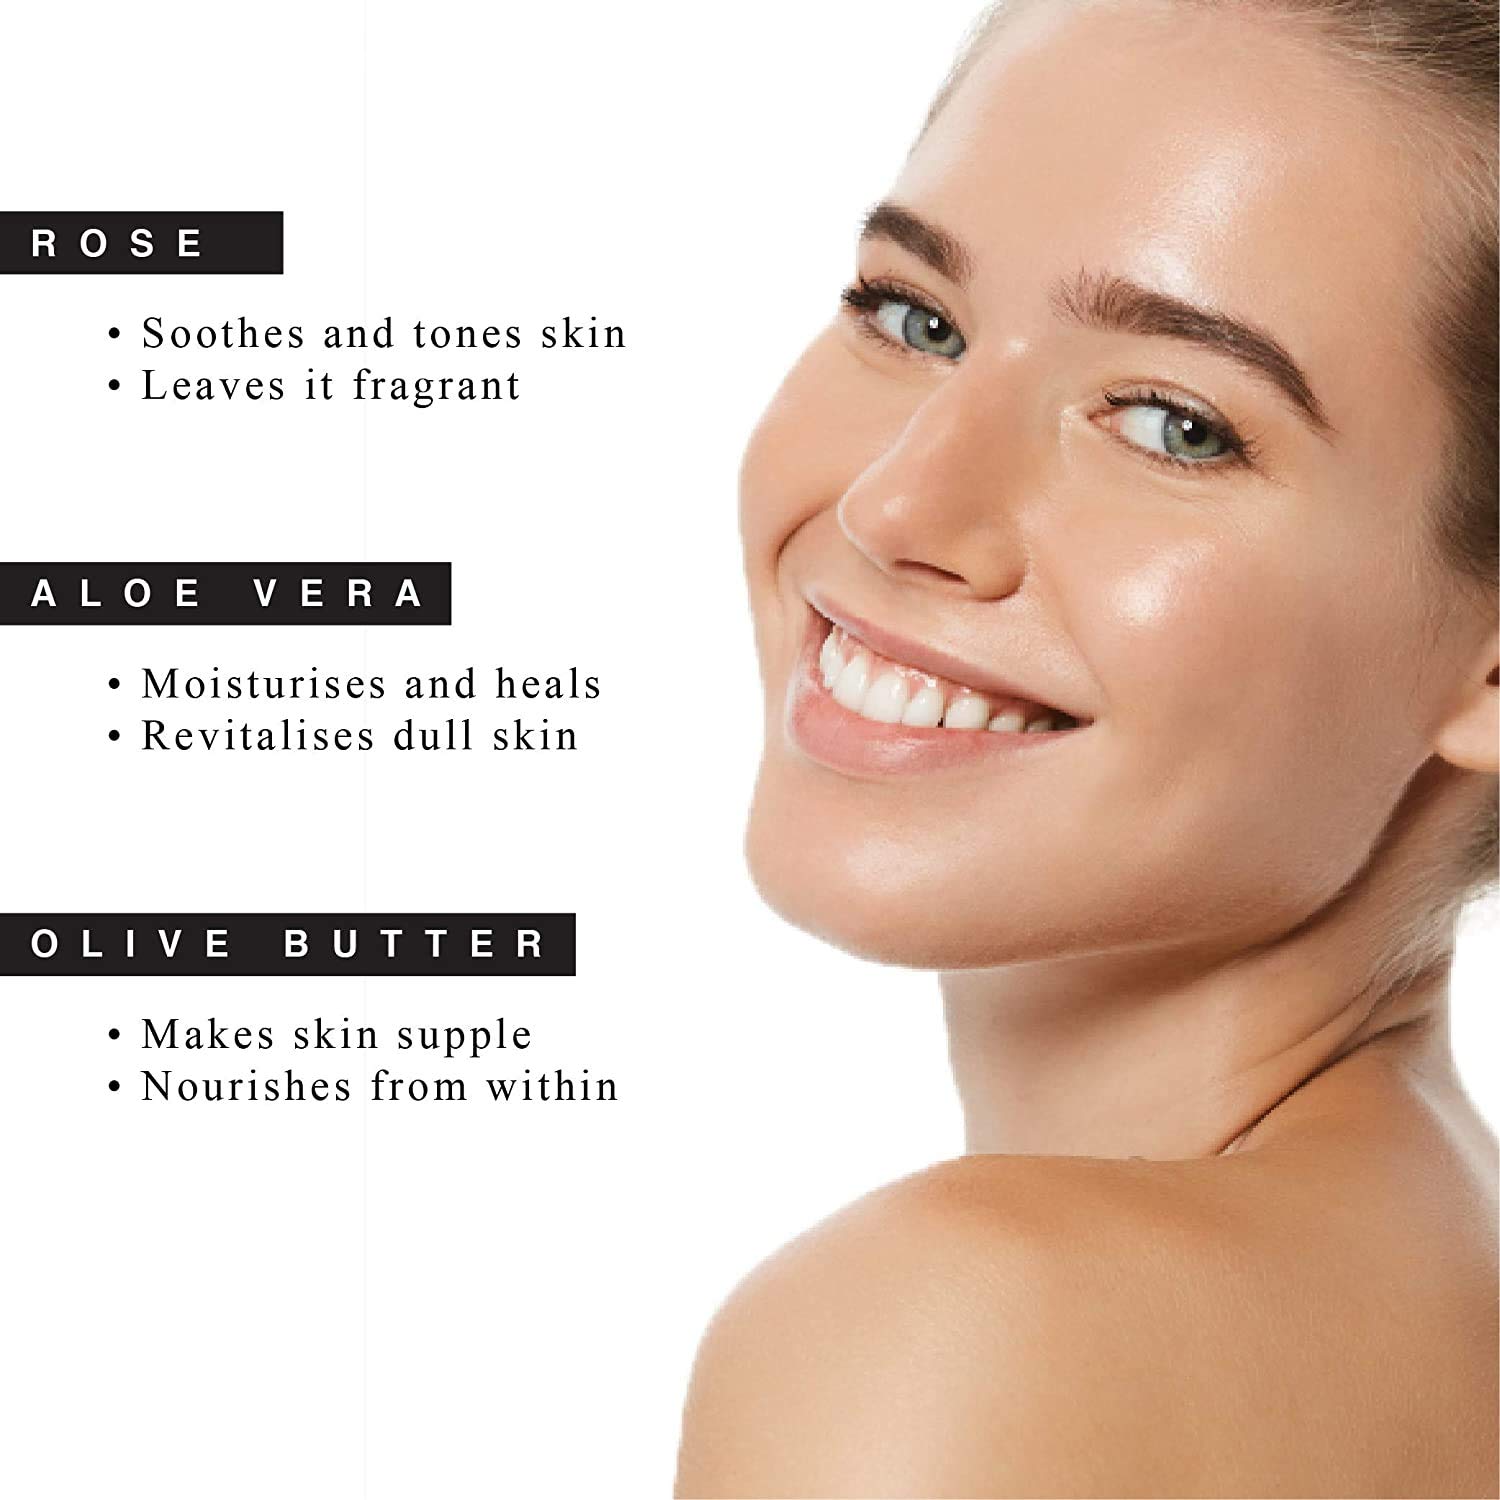 ROSE
• Soothes and tones skin
• Leaves it fragrant
ALOE VERA
• Moisturises and heals
• Revitalises dull skin
OLIVE BUTTER
• Makes skin supple
• Nourishes from within